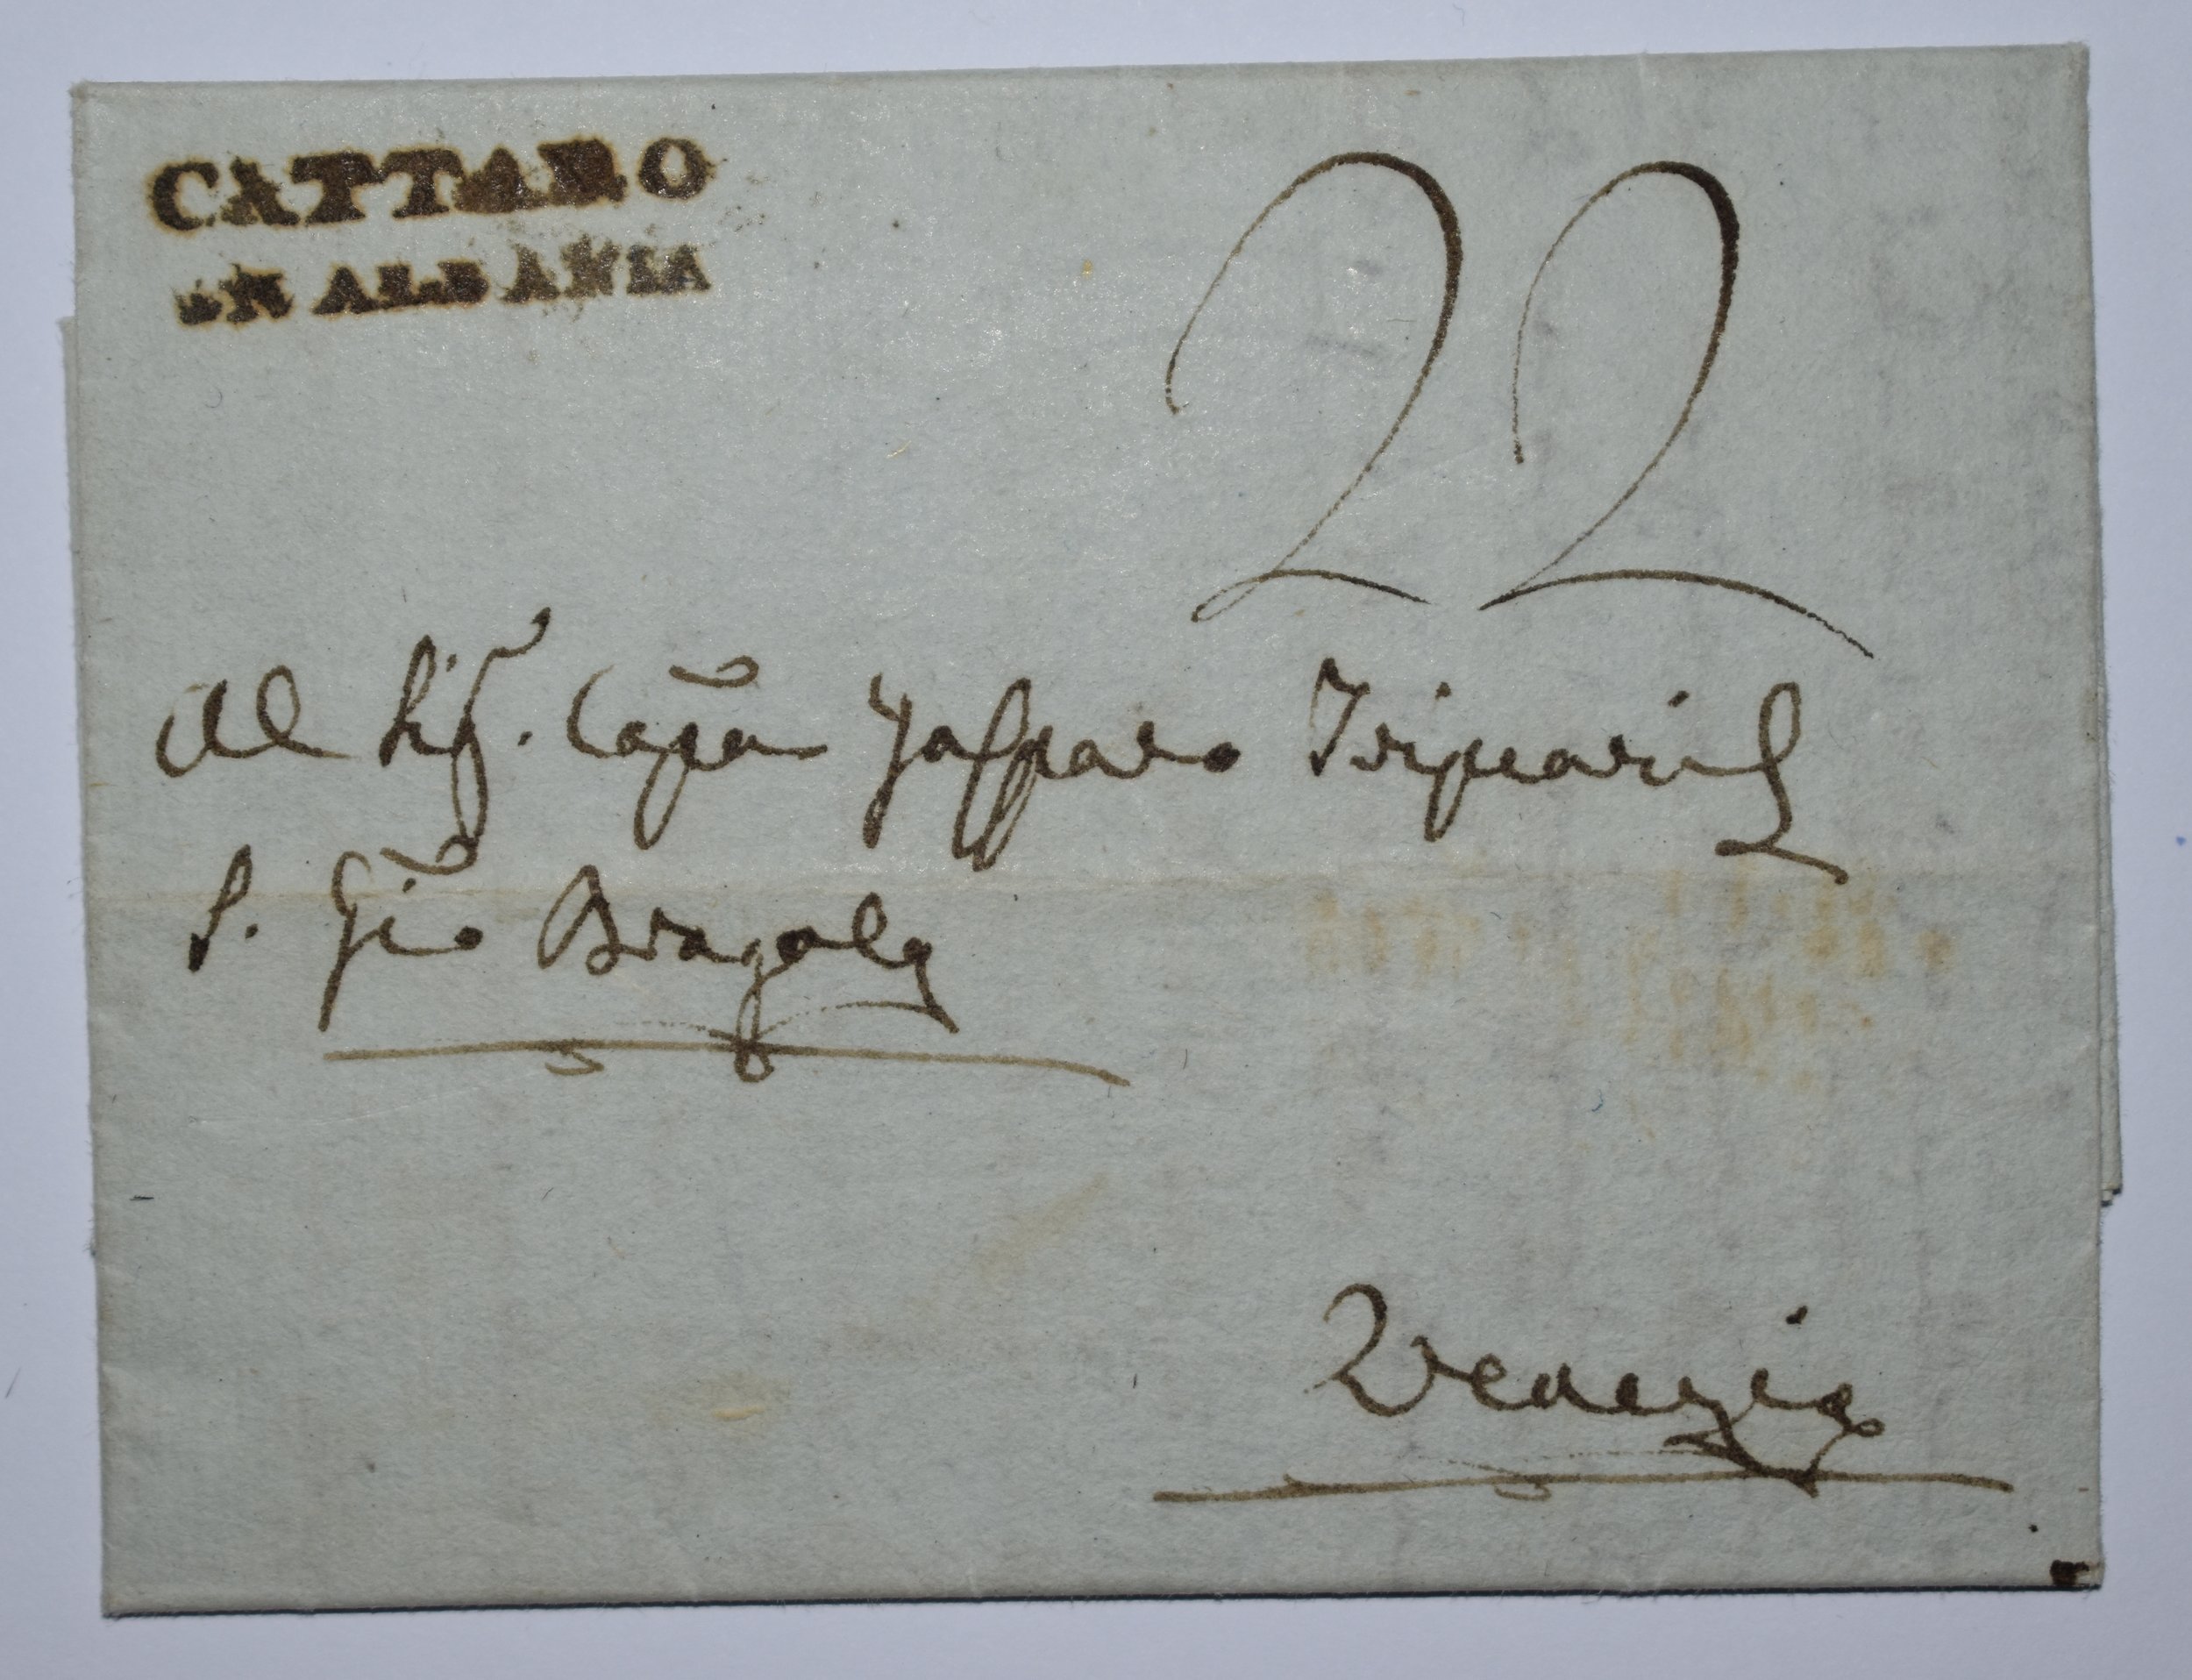 CATTARO
IN ALBANIA
22
Al Sig.r Capn Gasparo
S. Gio Bragola
Venezia